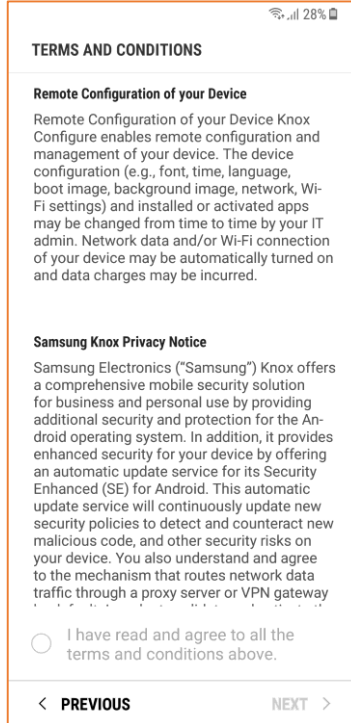 28%
TERMS AND CONDITIONS
Remote Configuration of your Device
Remote Configuration of your Device Knox
Configure enables remote configuration and
management of your device. The device
configuration (e.g., font, time, language,
boot image, background image, network, Wi-
Fi settings) and installed or activated apps
may be changed from time to time by your IT
admin. Network data and/or Wi-Fi connection
of your device may be automatically turned on
and data charges may be incurred.
Samsung Knox Privacy Notice
Samsung Electronics (“Samsung”) Knox offers
a comprehensive mobile security solution
for business and personal use by providing
additional security and protection for the An-
droid operating system. In addition, it provides
enhanced security for your device by offering
an automatic update service for its Security
Enhanced (SE) for Android. This automatic
update service will continuously update new
security policies to detect and counteract new
malicious code, and other security risks on
your device. You also understand and agree
to the mechanism that routes network data
traffic through a proxy server or VPN gateway
I have read and agree to all the
terms and conditions above.
< PREVIOUS
NEXT >